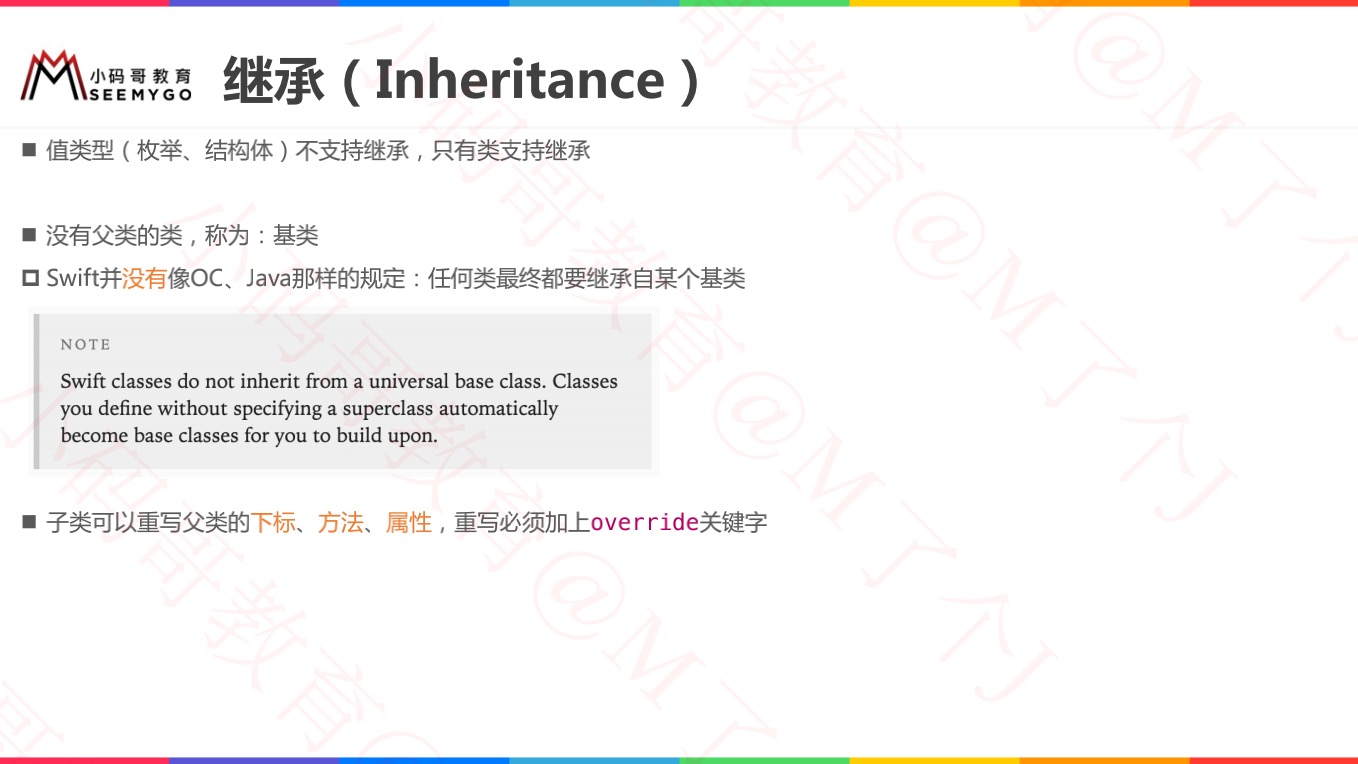 小码哥教育
SEEMYGO
继承（Inheritance）
■ 值类型（枚举、结构体）不支持继承，只有类支持继承
■ 没有父类的类，称为：基类
Swift并没有像OC、Java那样的规定：任何类最终都要继承自某个基类
NOTE
Swift classes do not inherit from a universal base class. Classes
you define without specifying a superclass automatically
become base classes for you to build upon.
■ 子类可以重写父类的下标、方法、属性，重写必须加上override关键字
小码哥教育@M了个J